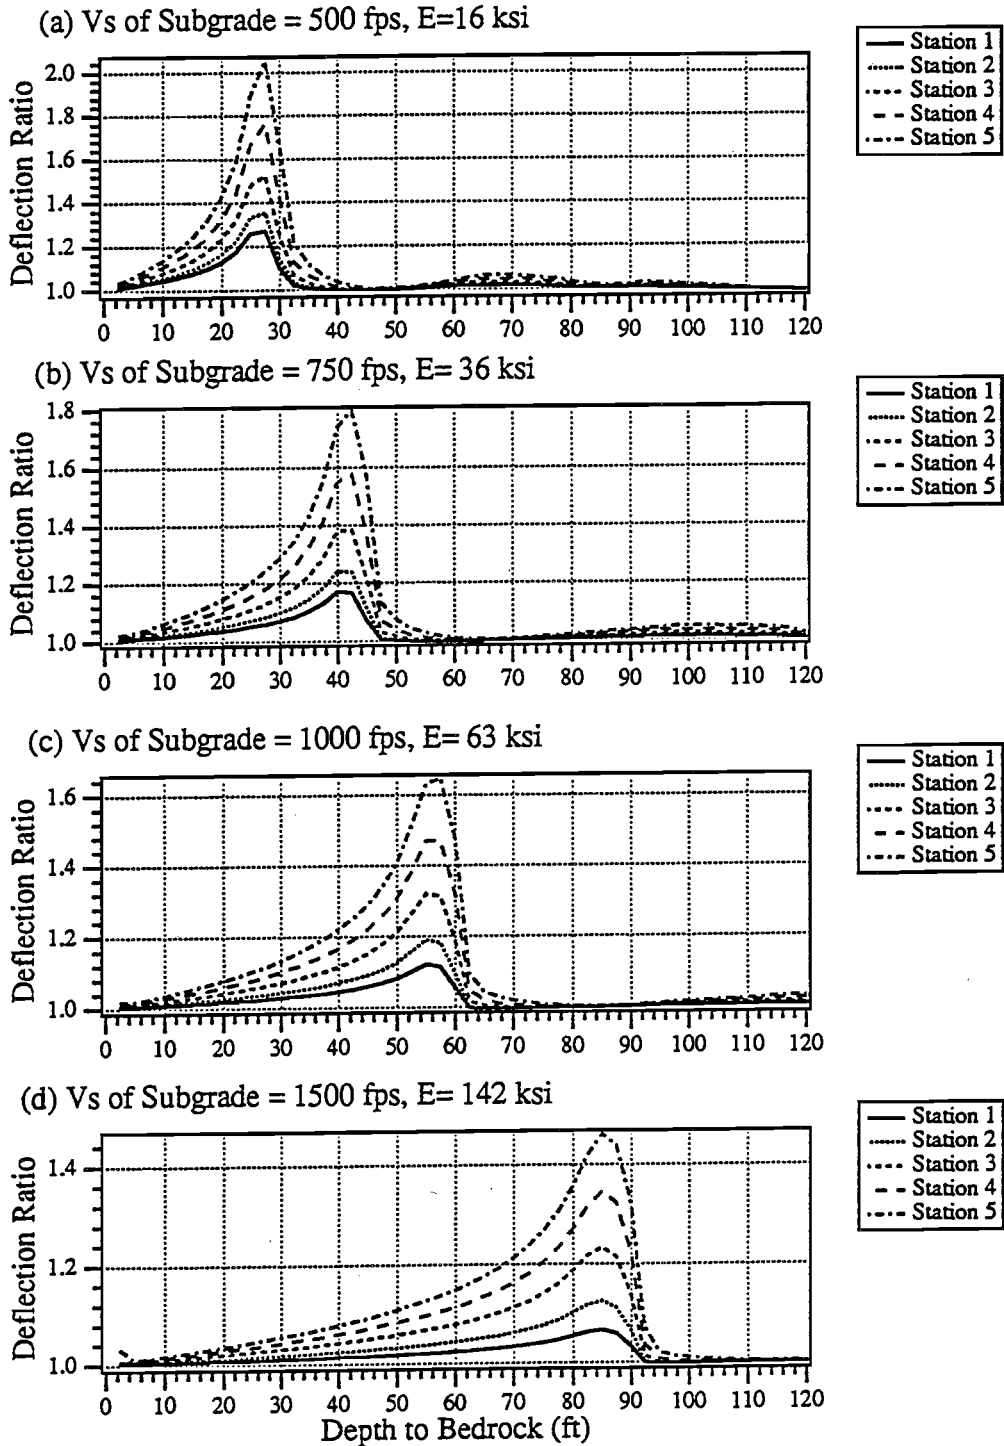 (a) Vs of Subgrade = 500 fps, E=16 ksi
Deflection Ratio
2.0
1.8
1.6
1.4
1.2
1.0
0 10 20 30 40 50 60 70 80 90 100 110 120
Station 1
Station 2
Station 3
Station 4
Station 5
(b) Vs of Subgrade = 750 fps, E= 36 ksi
Deflection Ratio
1.8
1.6
1.4
1.2
1.0
0 10 20 30 40 50 60 70 80 90 100 110 120
Station 1
Station 2
Station 3
Station 4
Station 5
(c) Vs of Subgrade = 1000 fps, E= 63 ksi
Deflection Ratio
1.6
1.4
1.2
1.0
0 10 20 30 40 50 60 70 80 90 100 110 120
Station 1
Station 2
Station 3
Station 4
Station 5
(d) Vs of Subgrade = 1500 fps, E= 142 ksi
Deflection Ratio
1.4
1.2
1.0
0 10 20 30 40 50 60 70 80 90 100 110 120
Depth to Bedrock (ft)
Station 1
Station 2
Station 3
Station 4
Station 5